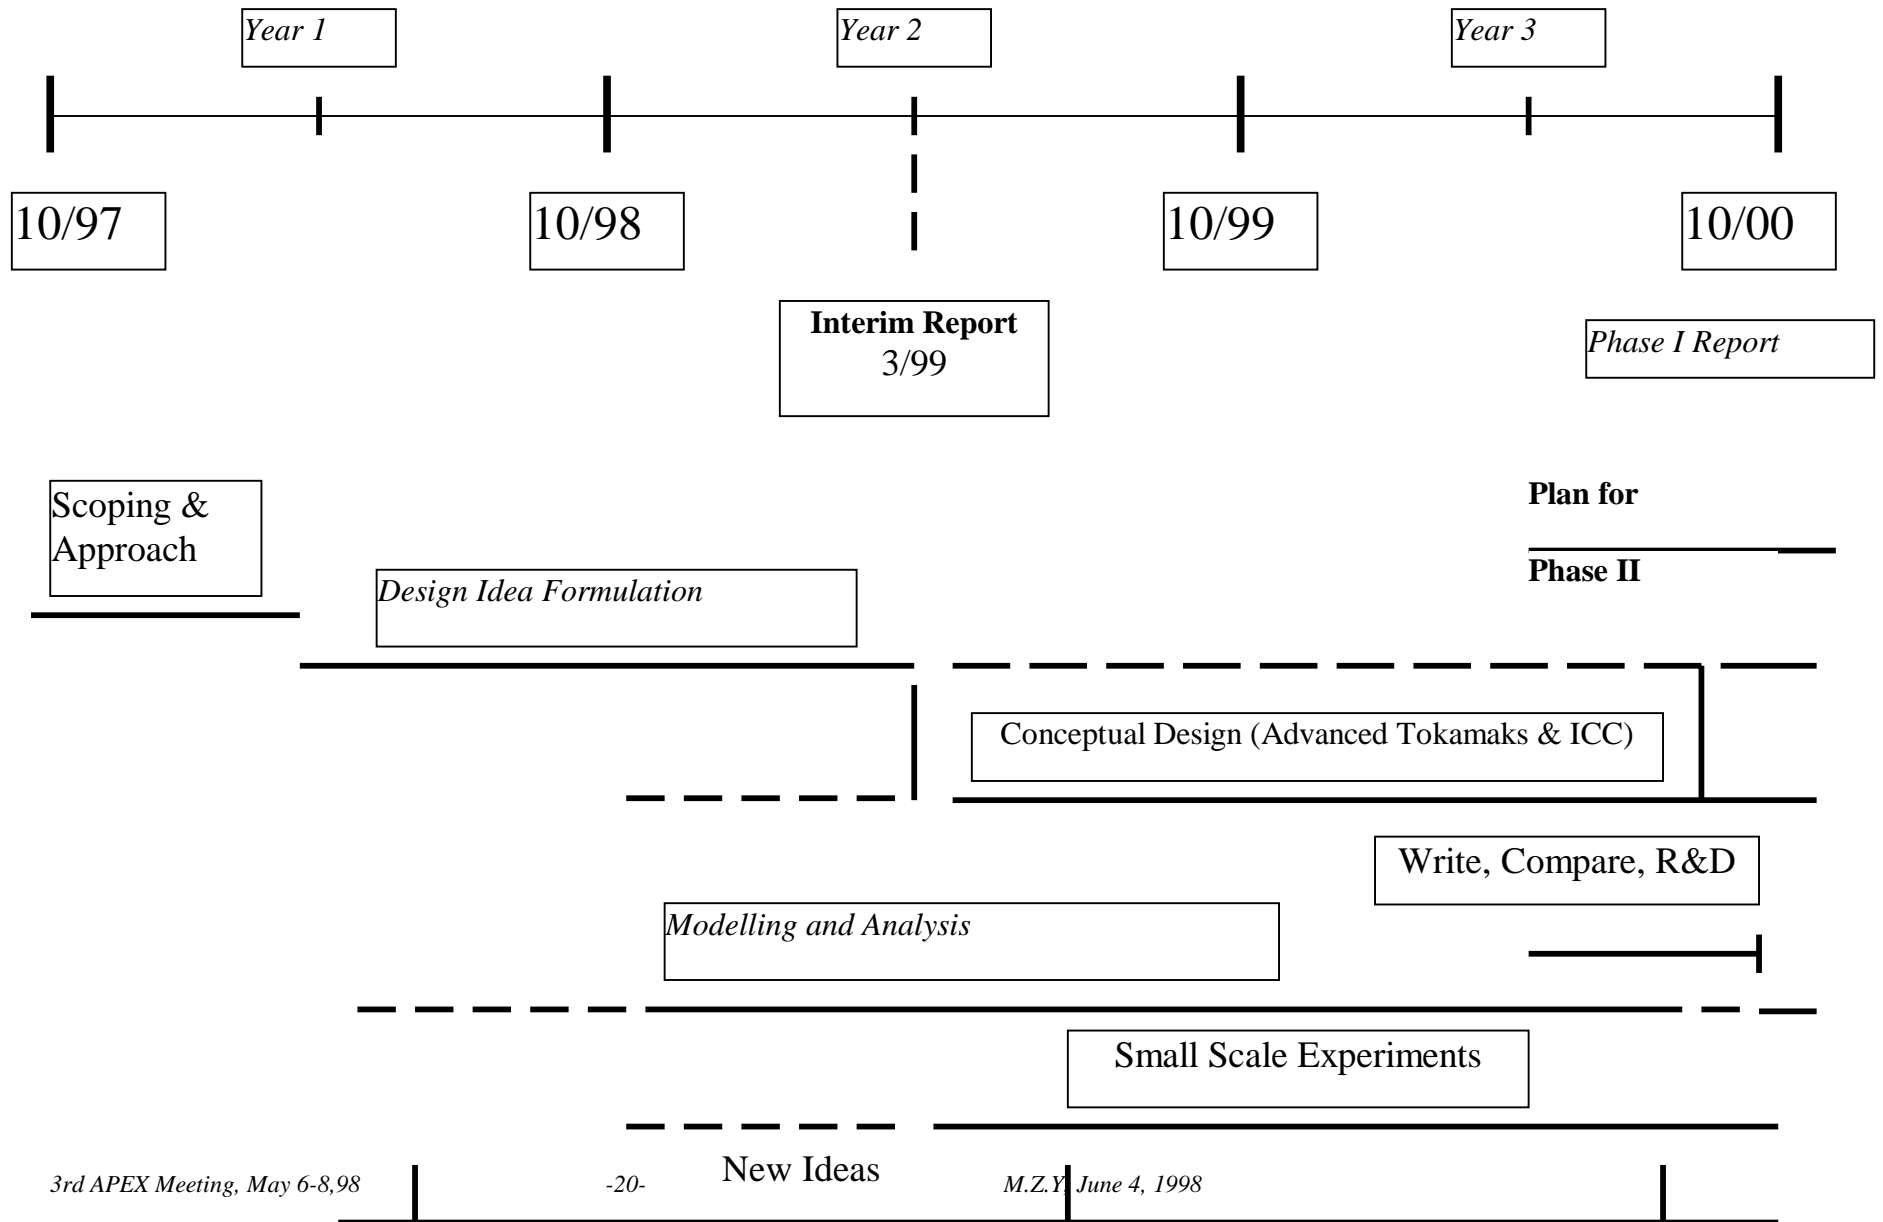 Year 1
Year 2
Year 3
10/97
10/98
10/99
10/00
Interim Report
3/99
Phase I Report
Scoping &
Approach
Plan for
Phase II
Design Idea Formulation
Conceptual Design (Advanced Tokamaks & ICC)
Write, Compare, R&D
Modelling and Analysis
Small Scale Experiments
New Ideas
3rd APEX Meeting, May 6-8,98
-20-
M.Z.Y, June 4, 1998